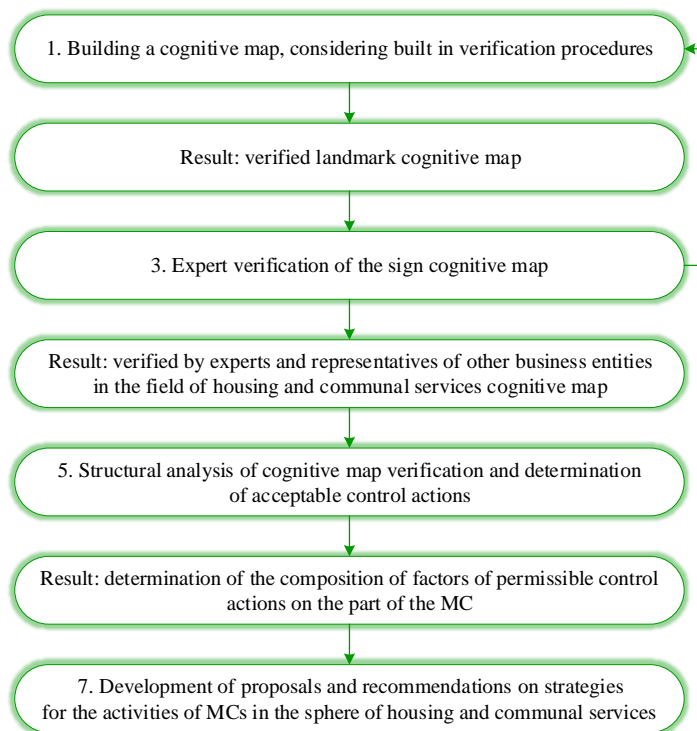 1. Building a cognitive map, considering built in verification procedures
Result: verified landmark cognitive map
3. Expert verification of the sign cognitive map
Result: verified by experts and representatives of other business entities
in the field of housing and communal services cognitive map
5. Structural analysis of cognitive map verification and determination
of acceptable control actions
Result: determination of the composition of factors of permissible control
actions on the part of the MC
7. Development of proposals and recommendations on strategies
for the activities of MCs in the sphere of housing and communal services